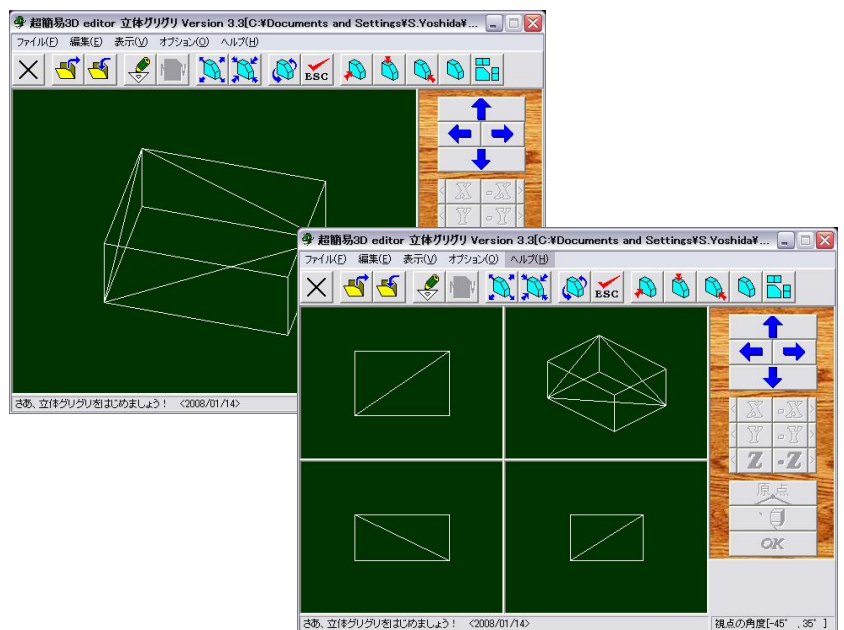 超簡易3D editor 立体グリグリ Version 3.3[C:¥Documents and Settings¥S.Yoshida¥...
ファイル(F) 編集(E) 表示(V) オプション(O) ヘルプ(H)
ESC
X -X
Y -Y
さあ、立体グリグリをはじめましょう! <2008/01/14>
超簡易3D editor 立体グリグリ Version 3.3[C:¥Documents and Settings¥S.Yoshida¥...
ファイル(F) 編集(E) 表示(V) オプション(O) ヘルプ(H)
ESC
X -X
Y -Y
Z -Z
原点
OK
さあ、立体グリグリをはじめましょう! <2008/01/14>
視点の角度[-45° , 35° ]